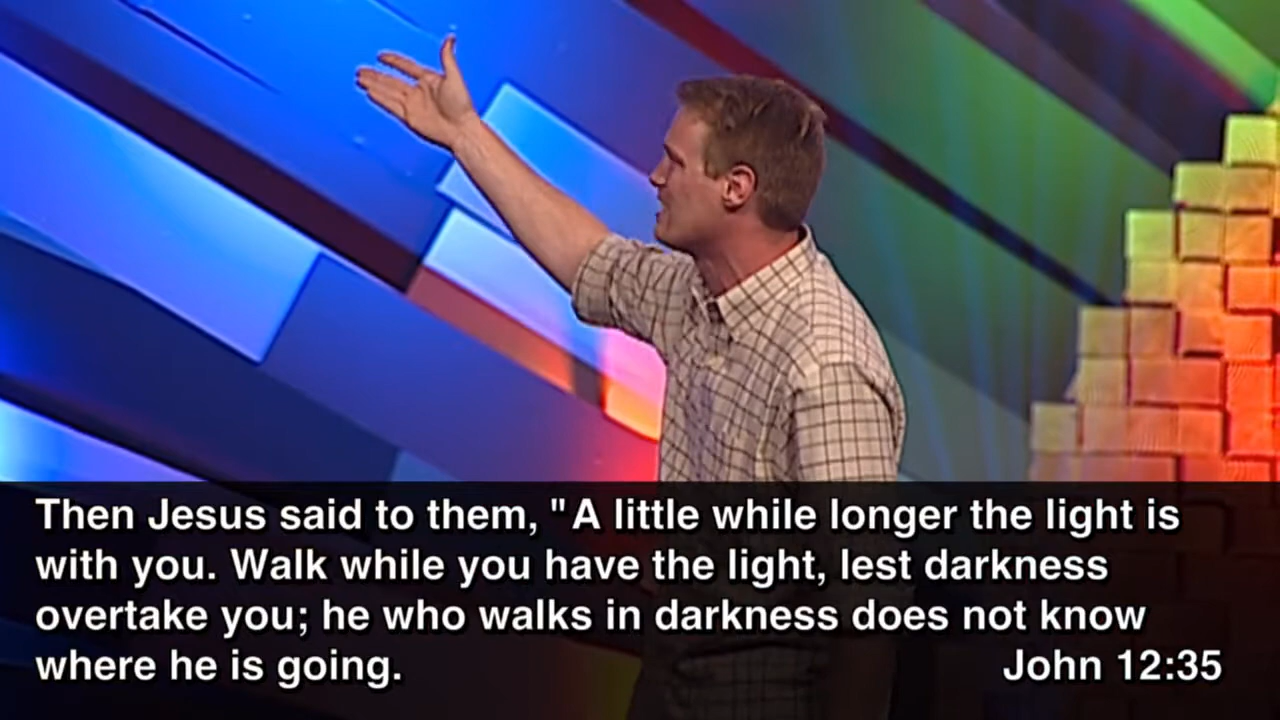 Then Jesus said to them, "A little while longer the light is
with you. Walk while you have the light, lest darkness
overtake you; he who walks in darkness does not know
where he is going. John 12:35